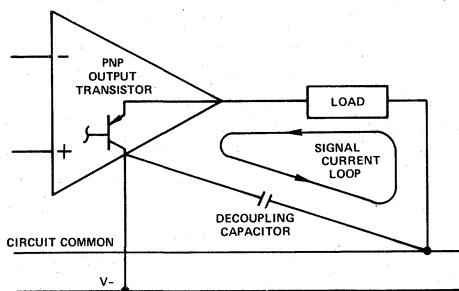 PNP
OUTPUT
TRANSISTOR
−
+
LOAD
SIGNAL
CURRENT
LOOP
DECOUPLING
CAPACITOR
CIRCUIT COMMON
V−